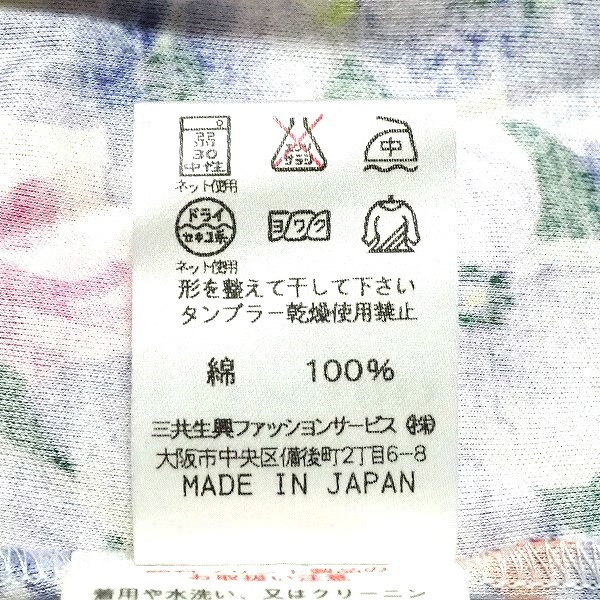 弱 30 中性 エンソ サラシ 中
ネット使用
ドライ セキユ系 ヨワク
ネット使用
形を整えて干して下さい
タンブラー乾燥使用禁止
綿 100%
三共生興ファッションサービス ㈱
大阪市中央区備後町2丁目6-8
MADE IN JAPAN
お取扱い注意
着用や水洗い、又はクリーニン